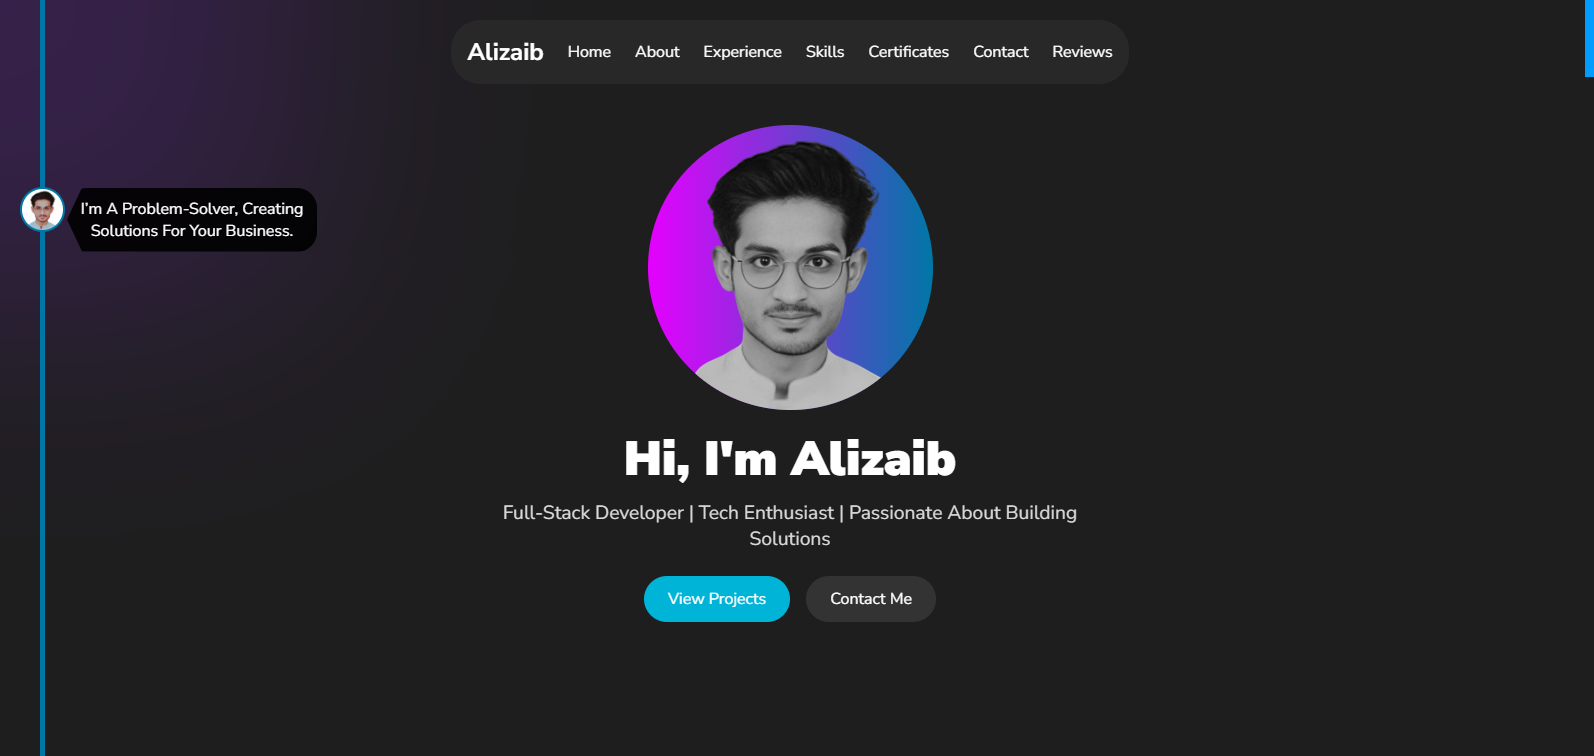 Alizaib Home About Experience Skills Certificates Contact Reviews
I'm A Problem-Solver, Creating
Solutions For Your Business.
Hi, I'm Alizaib
Full-Stack Developer | Tech Enthusiast | Passionate About Building
Solutions
View Projects Contact Me